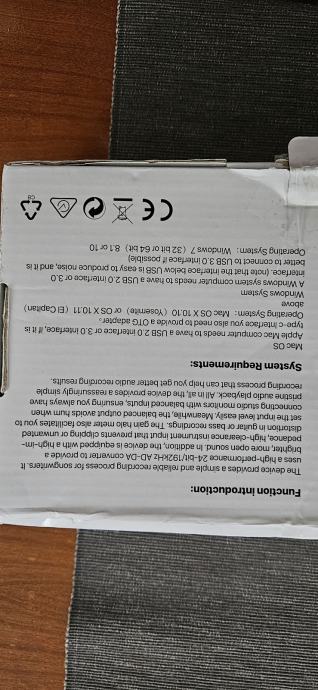 Function Introduction:
The device provides a simple and reliable recording process for songwriters. It
uses a high-performance 24-bit/192kHz AD-DA converter to provide a
brighter, more open sound. In addition, the device is equipped with a high-im-
pedance, high-clearance instrument input that prevents clipping or unwanted
distortion in guitar or bass recordings. The gain halo meter also facilitates you to
set the input level easily. Meanwhile, the balanced output avoids hum when
connecting studio monitors with balanced inputs, ensuring you always have
pristine audio playback. All in all, the device provides a reassuringly simple
recording process that can help you get better audio recording results.
System Requirements:
Mac OS
Apple Mac computer needs to have a USB 2.0 interface or 3.0 interface, if it is
type-c interface you also need to provide a OTG adapter.
Operating System: Mac OS X 10.10 (Yosemite) or OS X 10.11 (El Capitan)
above
Windows System
A Windows system computer needs to have a USB 2.0 interface or 3.0
interface. (note that the interface below USB is easy to produce noise, and it is
better to connect to USB 3.0 interface if possible)
Operating System: Windows 7 (32 bit or 64 bit) 8.1 or 10
CE